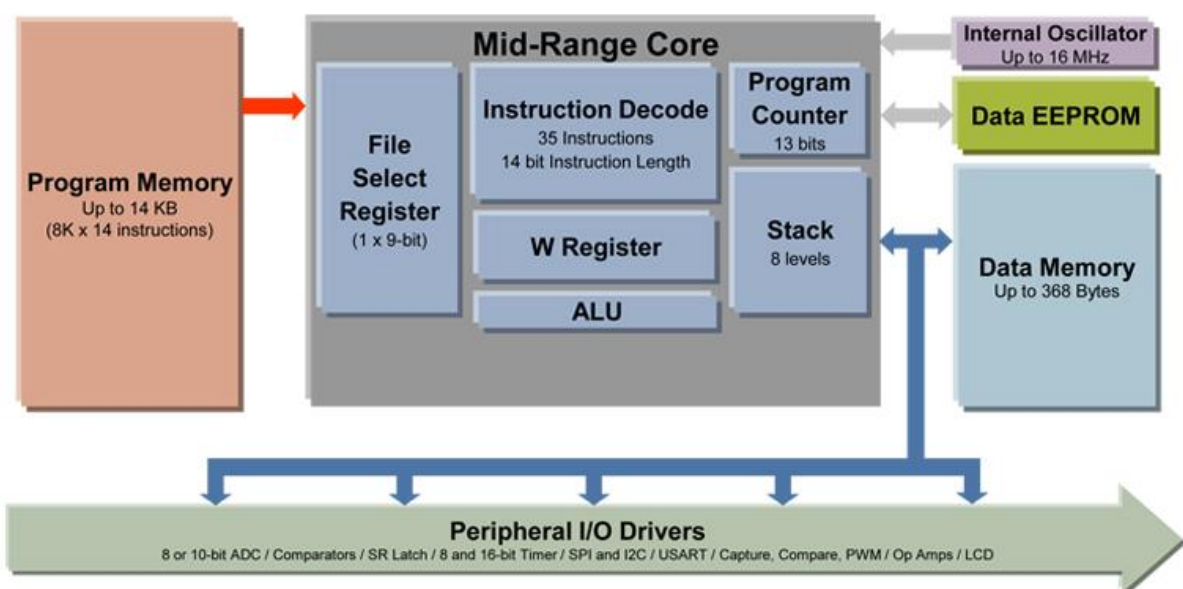 Mid-Range Core
Program Memory
Up to 14 KB
(8K x 14 instructions)
File
Select
Register
(1 x 9-bit)
Instruction Decode
35 Instructions
14 bit Instruction Length
W Register
ALU
Program
Counter
13 bits
Stack
8 levels
Internal Oscillator
Up to 16 MHz
Data EEPROM
Data Memory
Up to 368 Bytes
Peripheral I/O Drivers
8 or 10-bit ADC / Comparators / SR Latch / 8 and 16-bit Timer / SPI and I2C / USART / Capture, Compare, PWM / Op Amps / LCD